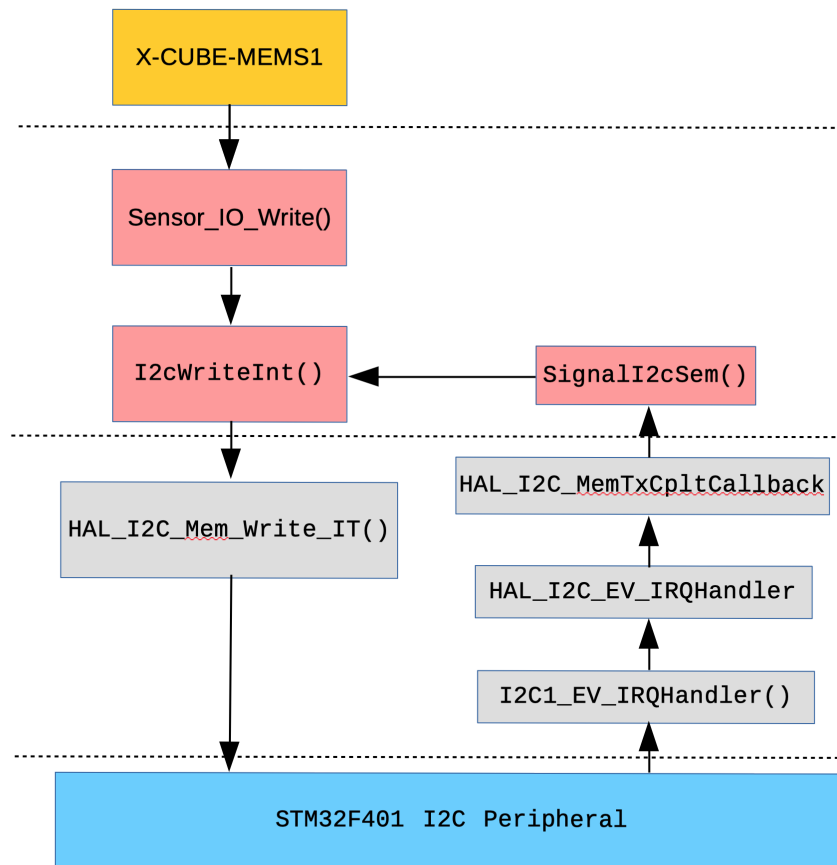 X-CUBE-MEMS1
Sensor_IO_Write()
I2cWriteInt()
SignalI2cSem()
HAL_I2C_MemTxCpltCallback
HAL_I2C_Mem_Write_IT()
HAL_I2C_EV_IRQHandler
I2C1_EV_IRQHandler()
STM32F401 I2C Peripheral